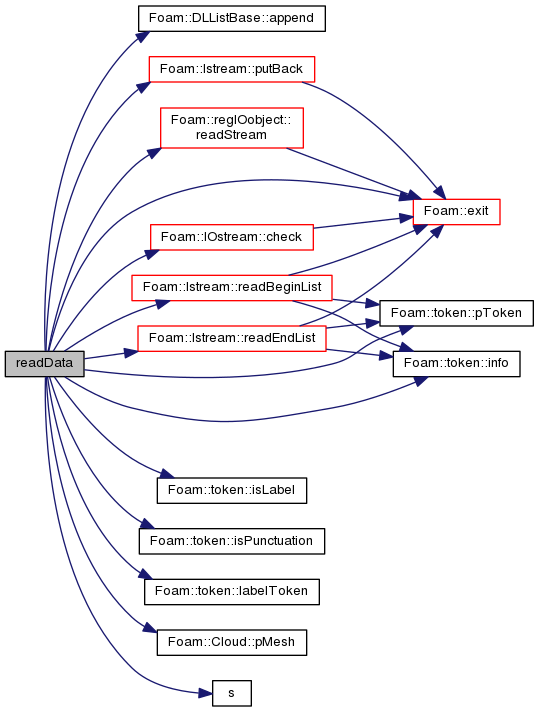 Foam::DLListBase::append
Foam::Istream::putBack
Foam::regIOobject::
readStream
Foam::exit
Foam::IOstream::check
Foam::Istream::readBeginList
Foam::token::pToken
Foam::Istream::readEndList
Foam::token::info
readData
Foam::token::isLabel
Foam::token::isPunctuation
Foam::token::labelToken
Foam::Cloud::pMesh
s